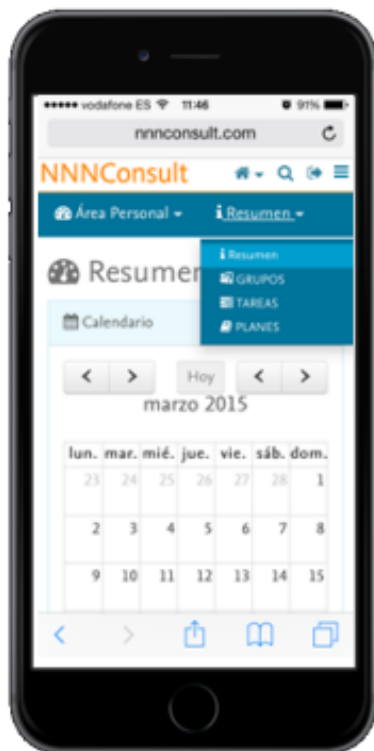 vodafone ES 11:46 91%
nnnconsult.com
NNNConsult
Área Personal Resumen
Resumen
GRUPOS
TAREAS
PLANES
Resumen
Calendario
Hoy
marzo 2015
lun. mar. mié. jue. vie. sáb. dom.
23 24 25 26 27 28 1
2 3 4 5 6 7 8
9 10 11 12 13 14 15